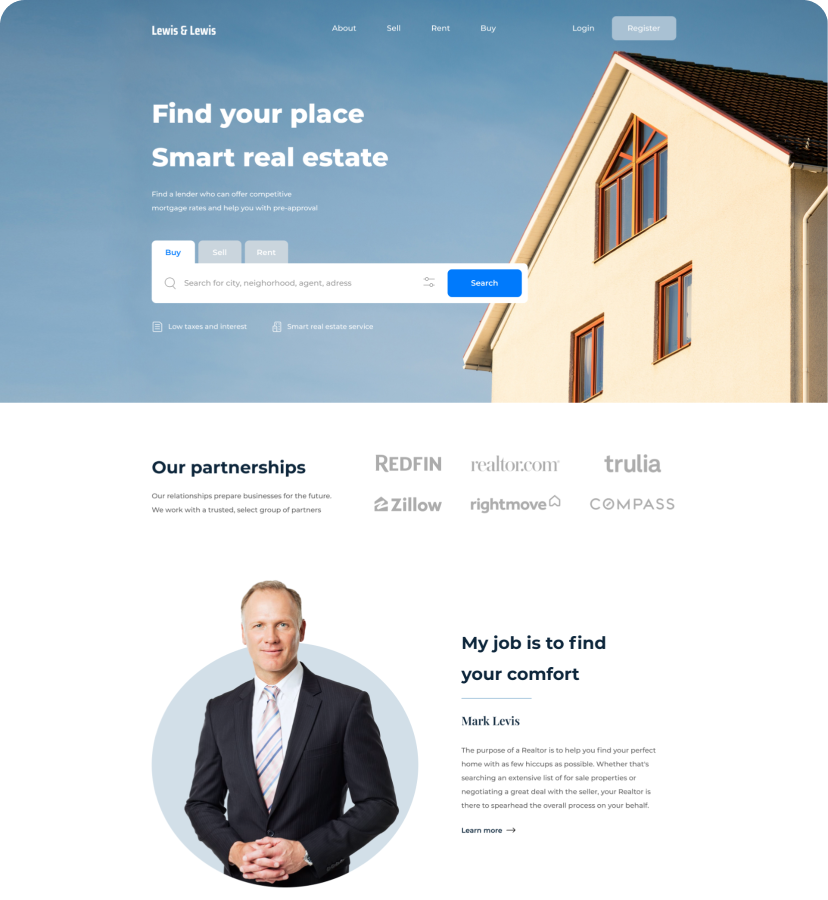 Lewis & Lewis
About Sell Rent Buy Login Register
Find your place
Smart real estate
Find a lender who can offer competitive
mortgage rates and help you with pre-approval
Buy Sell Rent
Search for city, neighorhood, agent, adress
Search
Low taxes and interest Smart real estate service
Our partnerships
Our relationships prepare businesses for the future.
We work with a trusted, select group of partners
REDFIN realtor.com trulia
Zillow rightmove COMPASS
My job is to find
your comfort
Mark Levis
The purpose of a Realtor is to help you find your perfect
home with as few hiccups as possible. Whether that's
searching an extensive list of for sale properties or
negotiating a great deal with the seller, your Realtor is
there to spearhead the overall process on your behalf.
Learn more